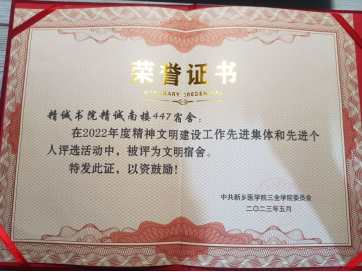 荣誉证书
HONORARY CREDENTIAL
精诚书院精诚南楼447宿舍:
在2022年度精神文明建设工作先进集体和先进个
人评选活动中，被评为文明宿舍。
特发此证，以资鼓励！
中共新乡医学院三全学院委员会
二〇二三年五月